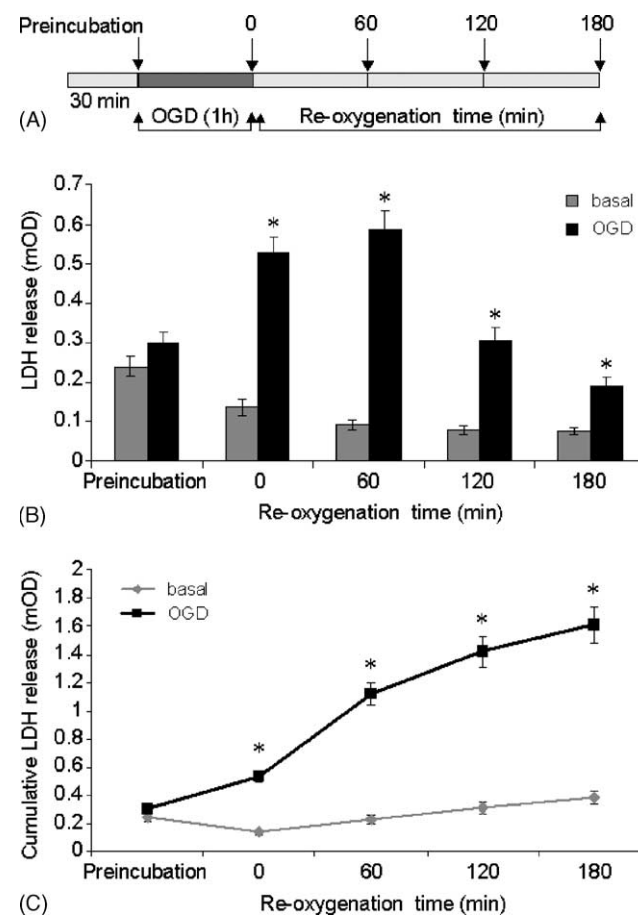 Preincubation 0 60 120 180
30 min
(A) OGD (1h) Re-oxygenation time (min)
0.7
0.6
0.5
0.4
0.3
0.2
0.1
0
LDH release (mOD)
basal
OGD
* * * *
Preincubation 0 60 120 180
(B) Re-oxygenation time (min)
2
1.8
1.6
1.4
1.2
1
0.8
0.6
0.4
0.2
0
Cumulative LDH release (mOD)
basal
OGD
* * * *
Preincubation 0 60 120 180
(C) Re-oxygenation time (min)